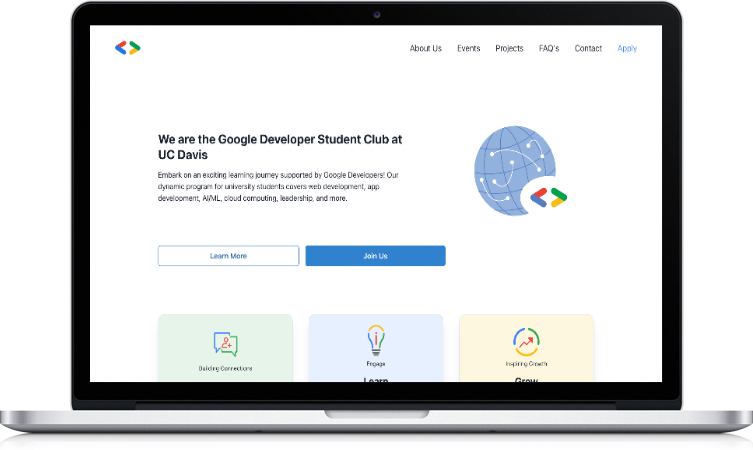 About Us Events Projects FAQ's Contact Apply
We are the Google Developer Student Club at
UC Davis
Embark on an exciting learning journey supported by Google Developers! Our
dynamic program for university students covers web development, app
development, AI/ML, cloud computing, leadership, and more.
Learn More Join Us
Building Connections Engage Inspiring Growth
Learn Grow